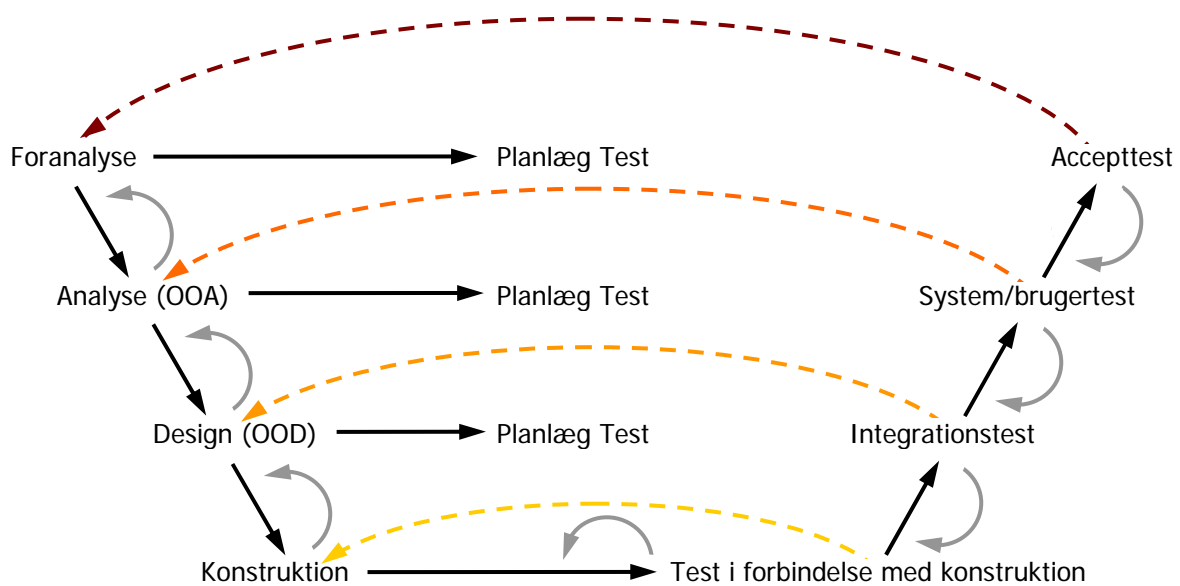 Foranalyse
Planlæg Test
Accepttest
Analyse (OOA)
Planlæg Test
System/brugertest
Design (OOD)
Planlæg Test
Integrationstest
Konstruktion
Test i forbindelse med konstruktion